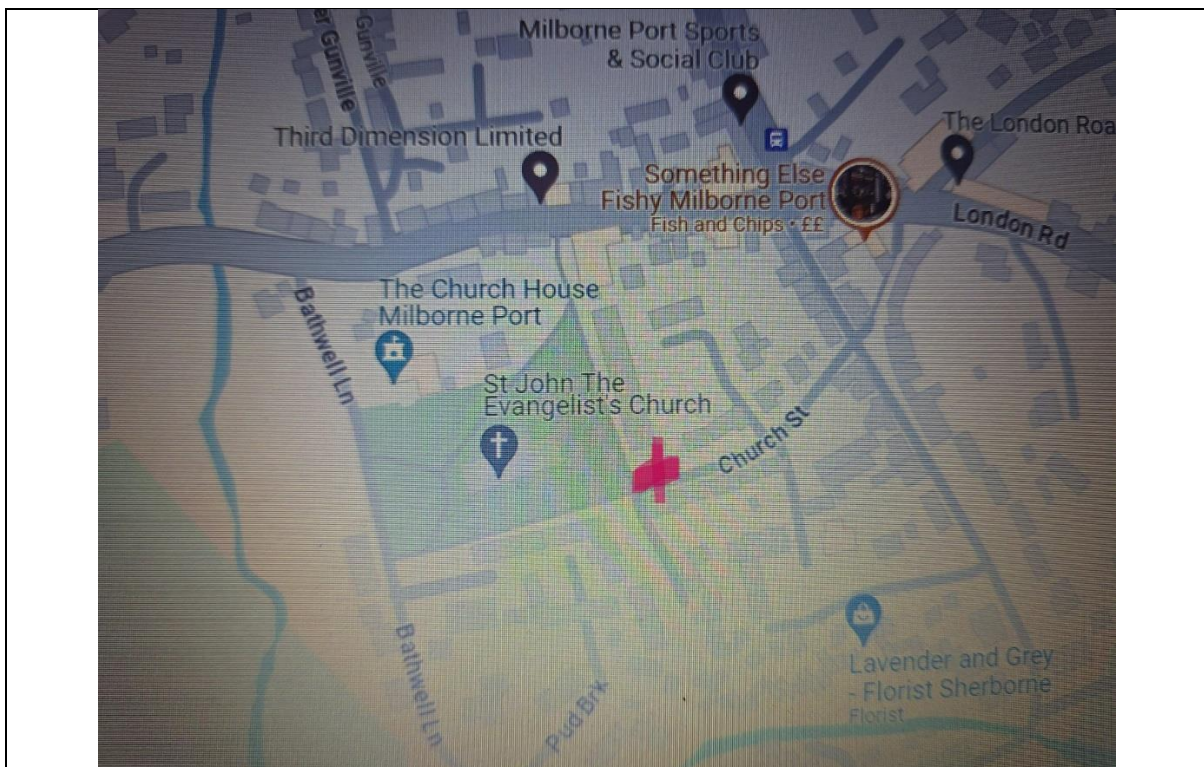 er Gunville
Gunville
Milborne Port Sports
& Social Club
Third Dimension Limited
The London Roa
Something Else
Fishy Milborne Port
Fish and Chips · ££
London Rd
Bathwell Ln
The Church House
Milborne Port
St John The
Evangelist's Church
Church St
Bathwell Ln
Pud Brk
Lavender and Grey
- Florist Sherborne
Florist